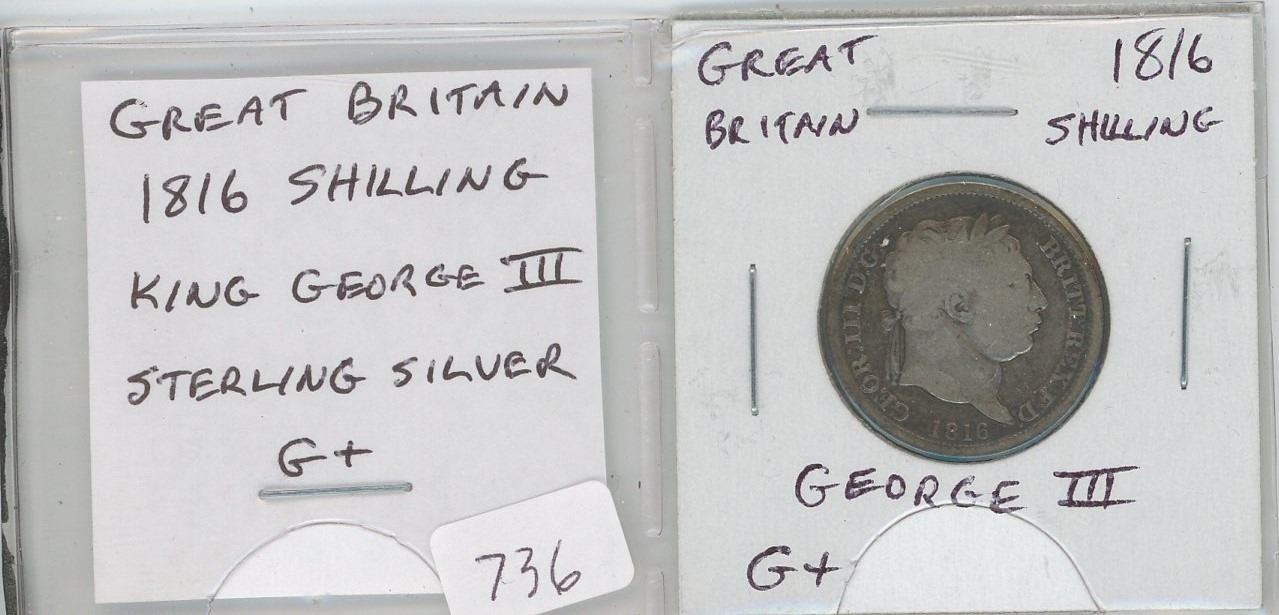 GREAT BRITAIN
1816 SHILLING
KING GEORGE III
STERLING SILVER
G+
736
GREAT 1816
BRITAIN SHILLING
GEOR: III D:G: BRITT: REX F:D:
1816
GEORGE III
G+